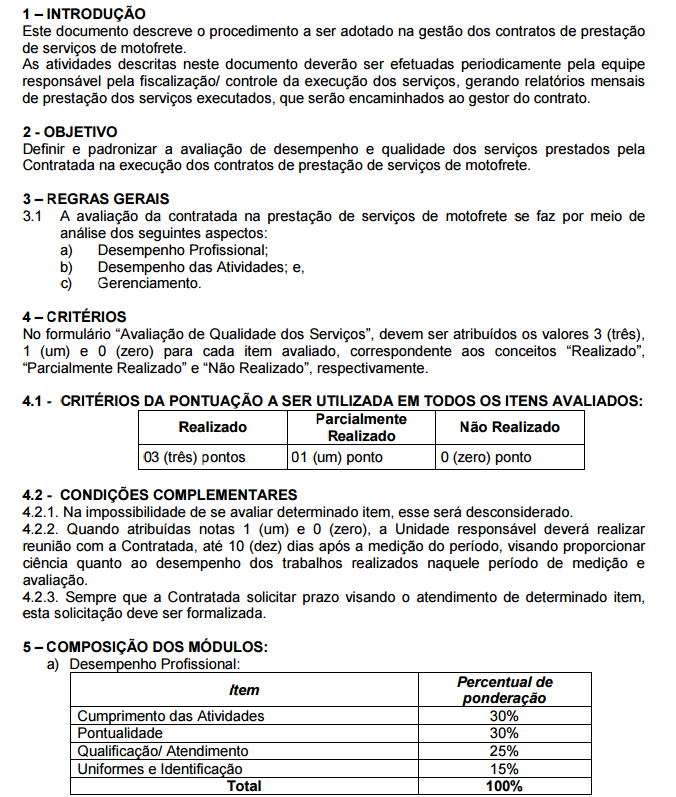 1 – INTRODUÇÃO
Este documento descreve o procedimento a ser adotado na gestão dos contratos de prestação
de serviços de motofrete.
As atividades descritas neste documento deverão ser efetuadas periodicamente pela equipe
responsável pela fiscalização/ controle da execução dos serviços, gerando relatórios mensais
de prestação dos serviços executados, que serão encaminhados ao gestor do contrato.
2 - OBJETIVO
Definir e padronizar a avaliação de desempenho e qualidade dos serviços prestados pela
Contratada na execução dos contratos de prestação de serviços de motofrete.
3 – REGRAS GERAIS
3.1 A avaliação da contratada na prestação de serviços de motofrete se faz por meio de
análise dos seguintes aspectos:
a) Desempenho Profissional;
b) Desempenho das Atividades; e,
c) Gerenciamento.
4 – CRITÉRIOS
No formulário “Avaliação de Qualidade dos Serviços”, devem ser atribuídos os valores 3 (três),
1 (um) e 0 (zero) para cada item avaliado, correspondente aos conceitos “Realizado”,
“Parcialmente Realizado” e “Não Realizado”, respectivamente.
4.1 - CRITÉRIOS DA PONTUAÇÃO A SER UTILIZADA EM TODOS OS ITENS AVALIADOS:
Realizado Parcialmente Realizado Não Realizado
03 (três) pontos 01 (um) ponto 0 (zero) ponto
4.2 - CONDIÇÕES COMPLEMENTARES
4.2.1. Na impossibilidade de se avaliar determinado item, esse será desconsiderado.
4.2.2. Quando atribuídas notas 1 (um) e 0 (zero), a Unidade responsável deverá realizar
reunião com a Contratada, até 10 (dez) dias após a medição do período, visando proporcionar
ciência quanto ao desempenho dos trabalhos realizados naquele período de medição e
avaliação.
4.2.3. Sempre que a Contratada solicitar prazo visando o atendimento de determinado item,
esta solicitação deve ser formalizada.
5 – COMPOSIÇÃO DOS MÓDULOS:
a) Desempenho Profissional:
Item Percentual de ponderação
Cumprimento das Atividades 30%
Pontualidade 30%
Qualificação/ Atendimento 25%
Uniformes e Identificação 15%
Total 100%